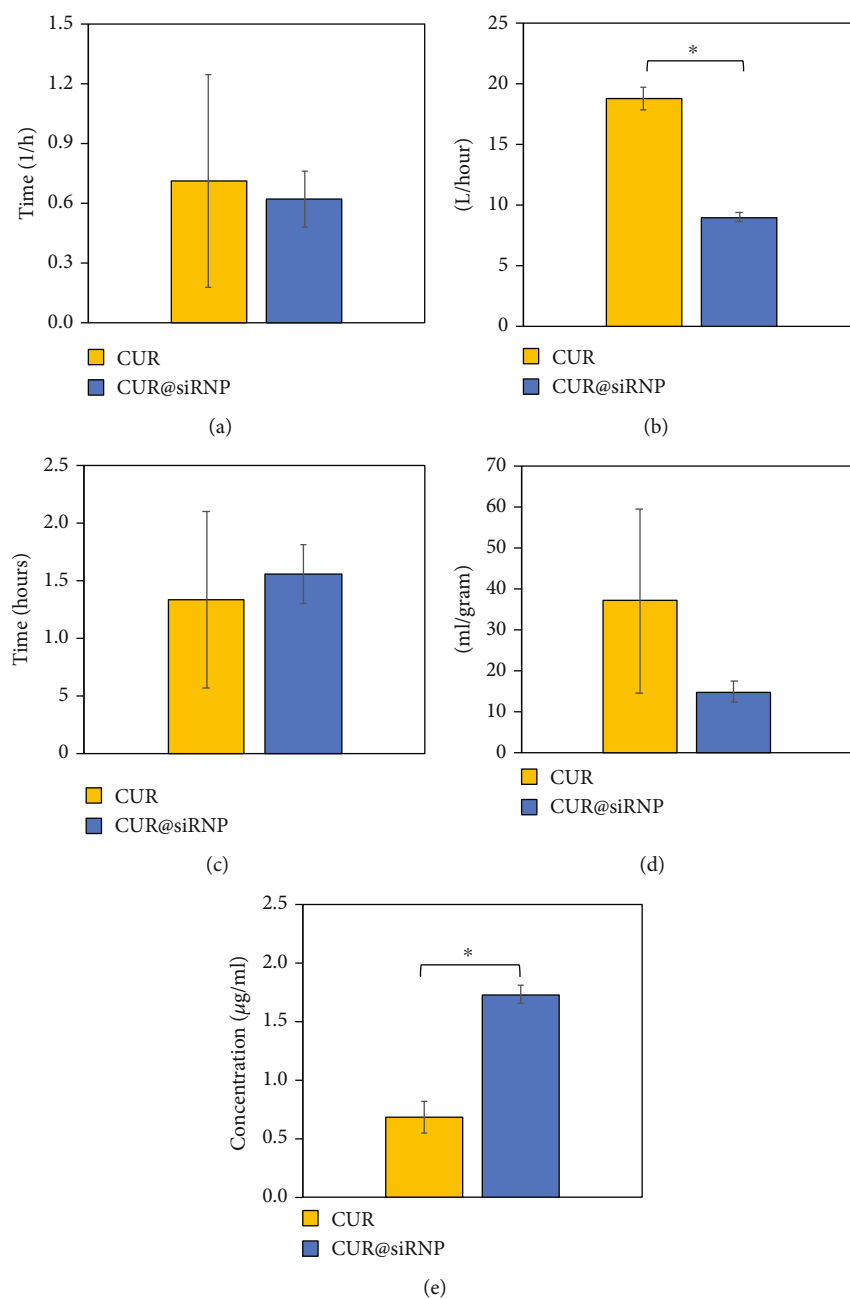 1.5
1.2
0.9
0.6
0.3
0.0
Time (1/h)
CUR
CUR@siRNP
(a)
25
20
15
10
5
0
(L/hour)
*
CUR
CUR@siRNP
(b)
2.5
2.0
1.5
1.0
5
0
Time (hours)
CUR
CUR@siRNP
(c)
70
60
50
40
30
20
10
0
(ml/gram)
CUR
CUR@siRNP
(d)
2.5
2.0
1.5
1.0
0.5
0.0
Concentration (μg/ml)
*
CUR
CUR@siRNP
(e)